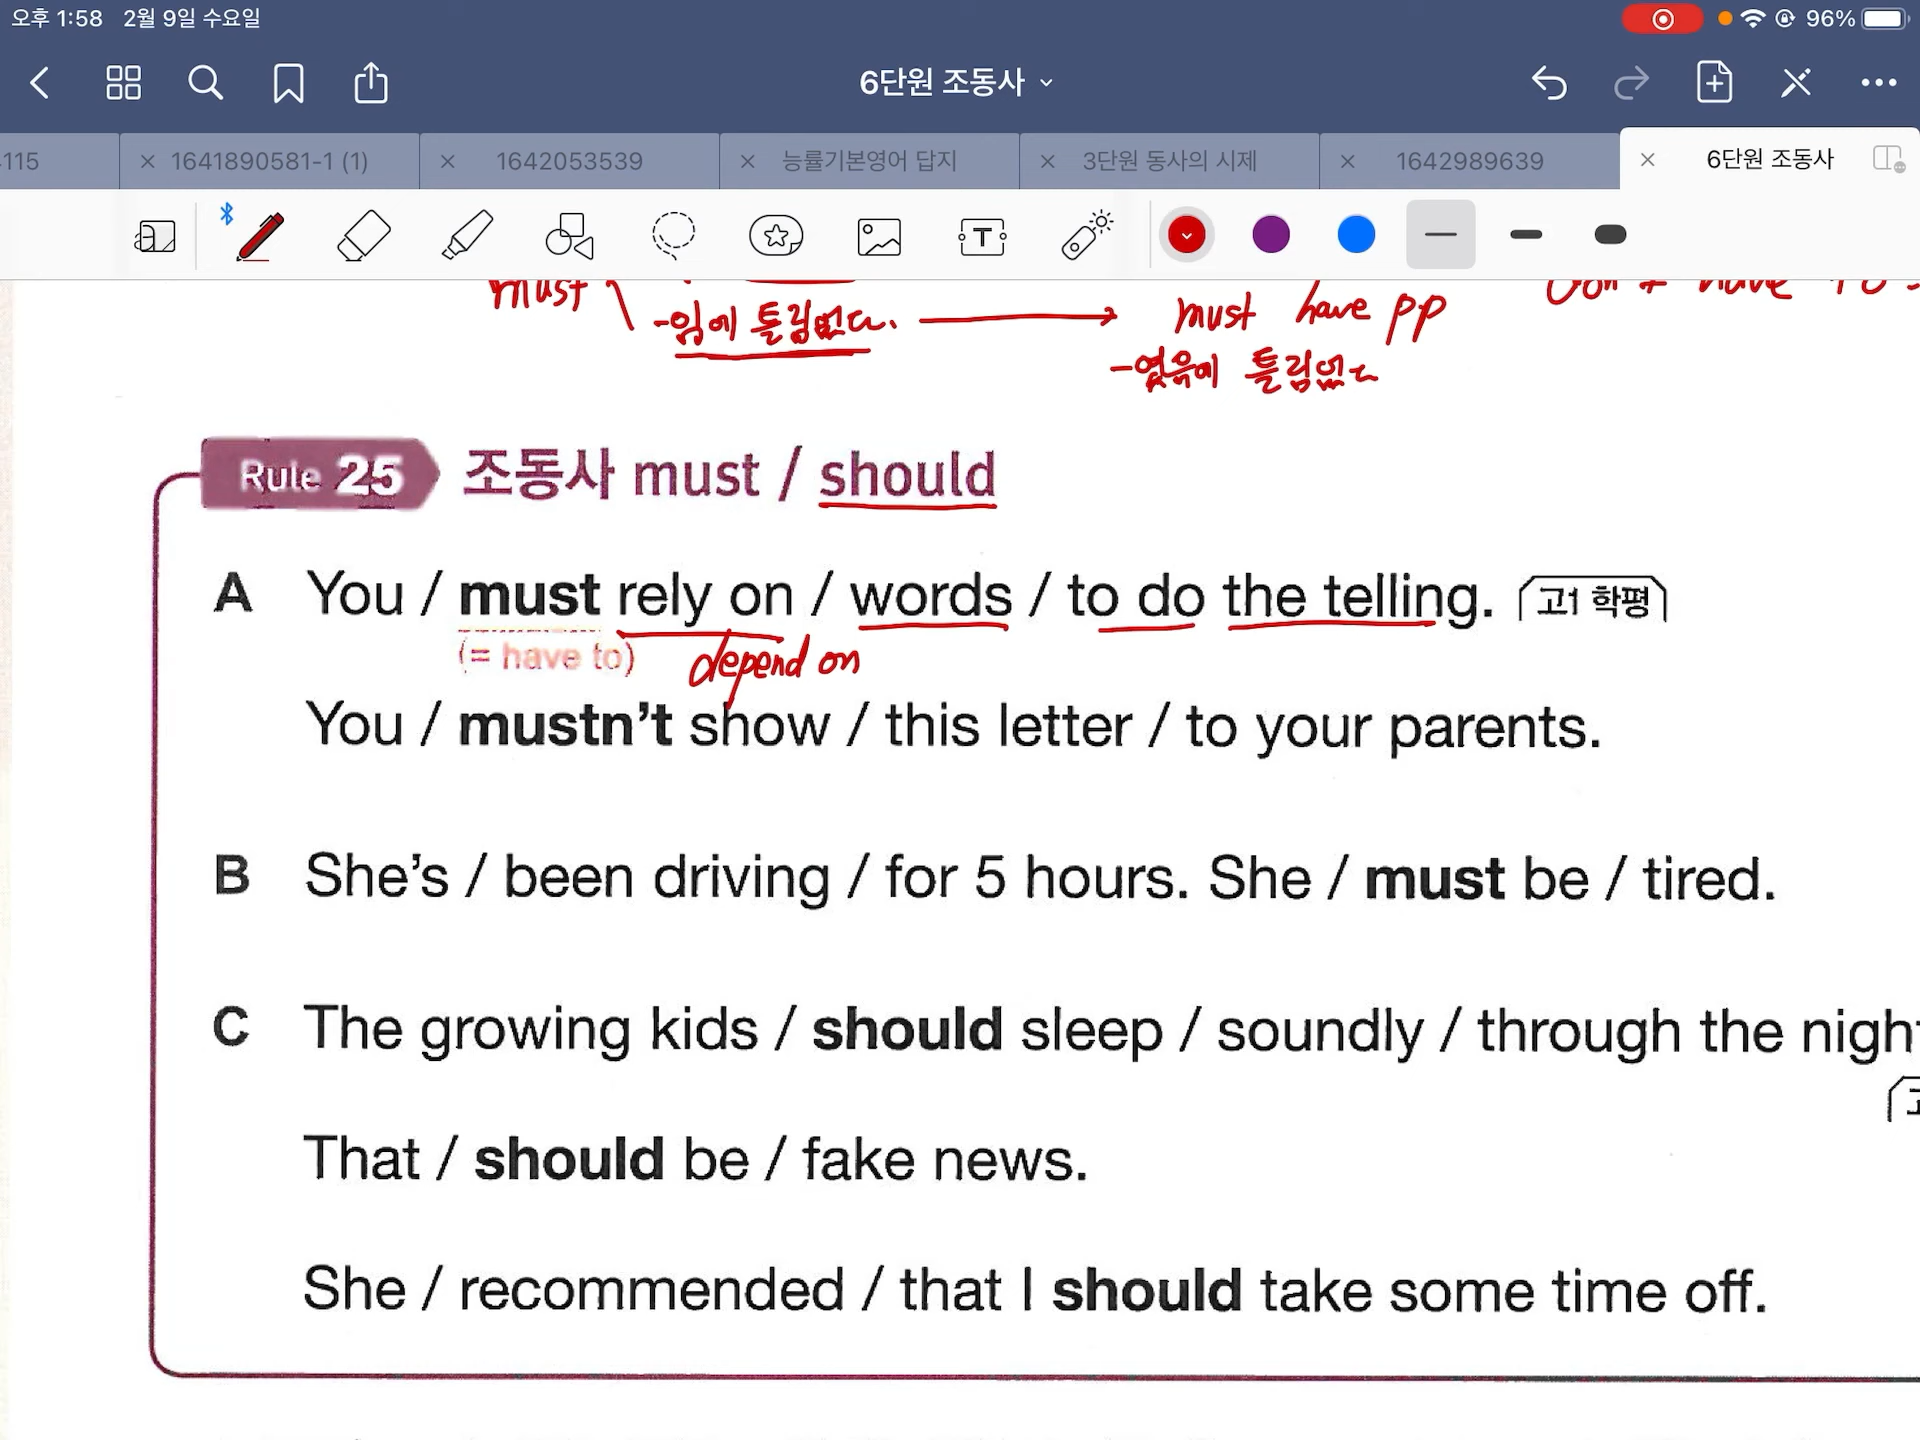 오후 1:58 2월 9일 수요일 96%
6단원 조동사
115 1641890581-1 (1) 1642053539 능률기본영어 답지 3단원 동사의 시제 1642989639 6단원 조동사
must
-임에 틀림없다. must have pp
-였음에 틀림없다
Rule 25 조동사 must / should
A You / must rely on / words / to do the telling. 고1 학평
(= have to) depend on
You / mustn't show / this letter / to your parents.
B She's / been driving / for 5 hours. She / must be / tired.
C The growing kids / should sleep / soundly / through the nigh
고
That / should be / fake news.
She / recommended / that I should take some time off.